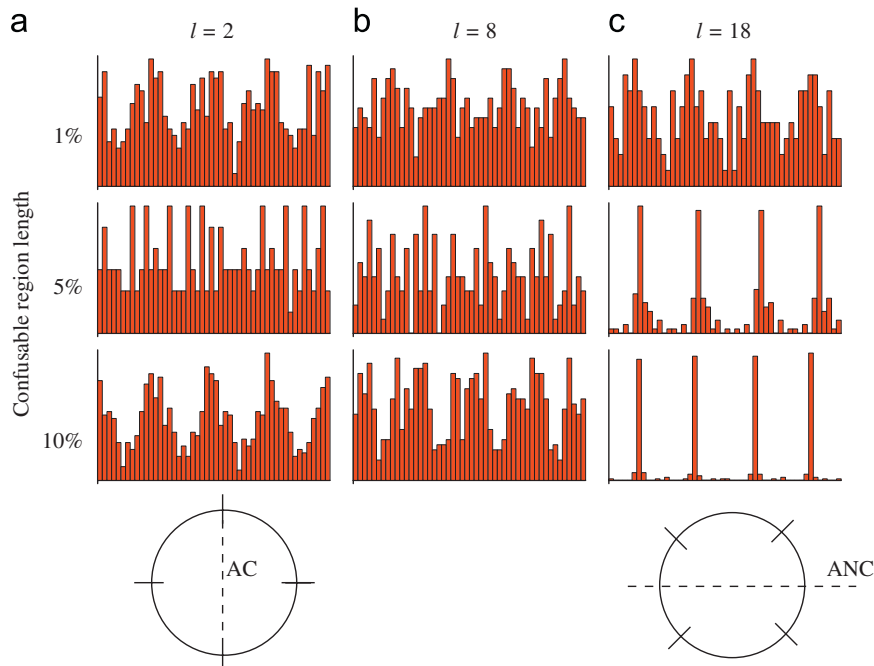 a b c
l = 2 l = 8 l = 18
Confusable region length
1%
5%
10%
AC
ANC